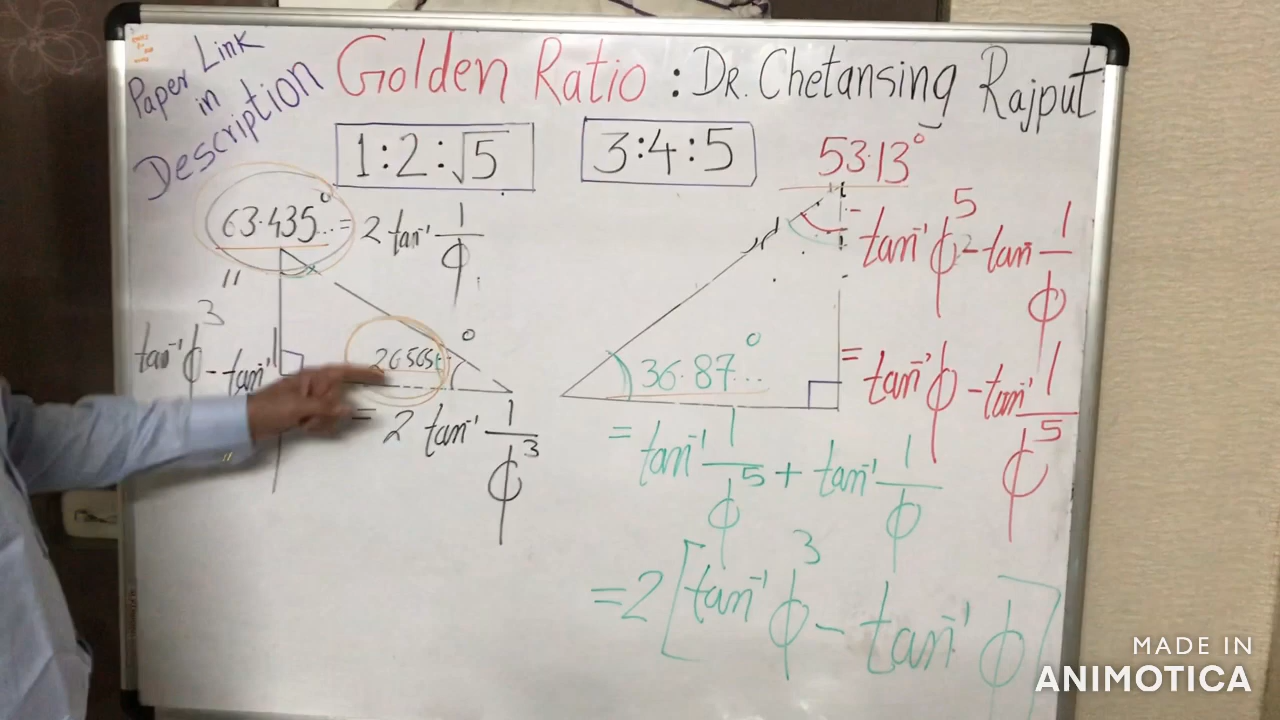 Paper Link
in
Description
Golden Ratio : Dr. Chetansing Rajput
1:2:√5
3:4:5
63.435...° = 2 tan⁻¹ 1/ϕ
"
tan⁻¹ ϕ³ - tan⁻¹
"
°
= 2 tan⁻¹ 1/ϕ³
53.13°
= tan⁻¹ ϕ⁵ - 2 tan⁻¹ 1/ϕ
= tan⁻¹ ϕ - tan⁻¹ 1/ϕ⁵
36.87...°
= tan⁻¹ 1/ϕ⁵ + tan⁻¹ 1/ϕ
= 2[tan⁻¹ ϕ³ - tan⁻¹ ϕ]
MADE IN
ANIMOTICA